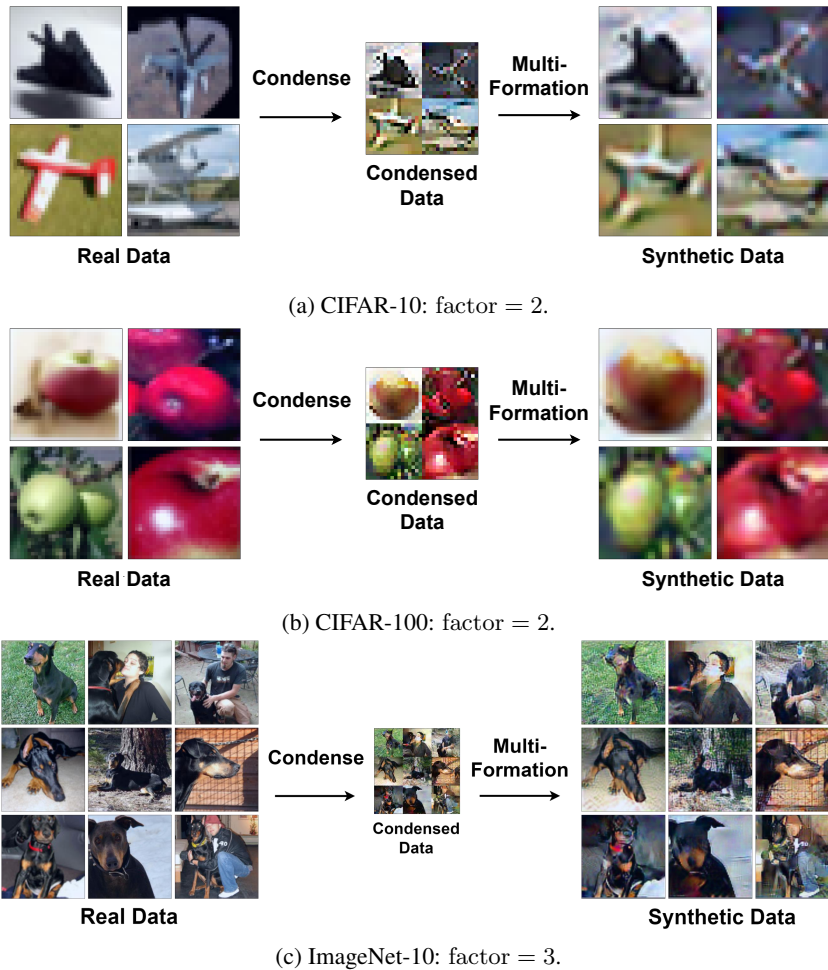 Condense
Multi-
Formation
Condensed
Data
Real Data
Synthetic Data
(a) CIFAR-10: factor = 2.
Condense
Multi-
Formation
Condensed
Data
Real Data
Synthetic Data
(b) CIFAR-100: factor = 2.
Condense
Multi-
Formation
Condensed
Data
Real Data
Synthetic Data
(c) ImageNet-10: factor = 3.